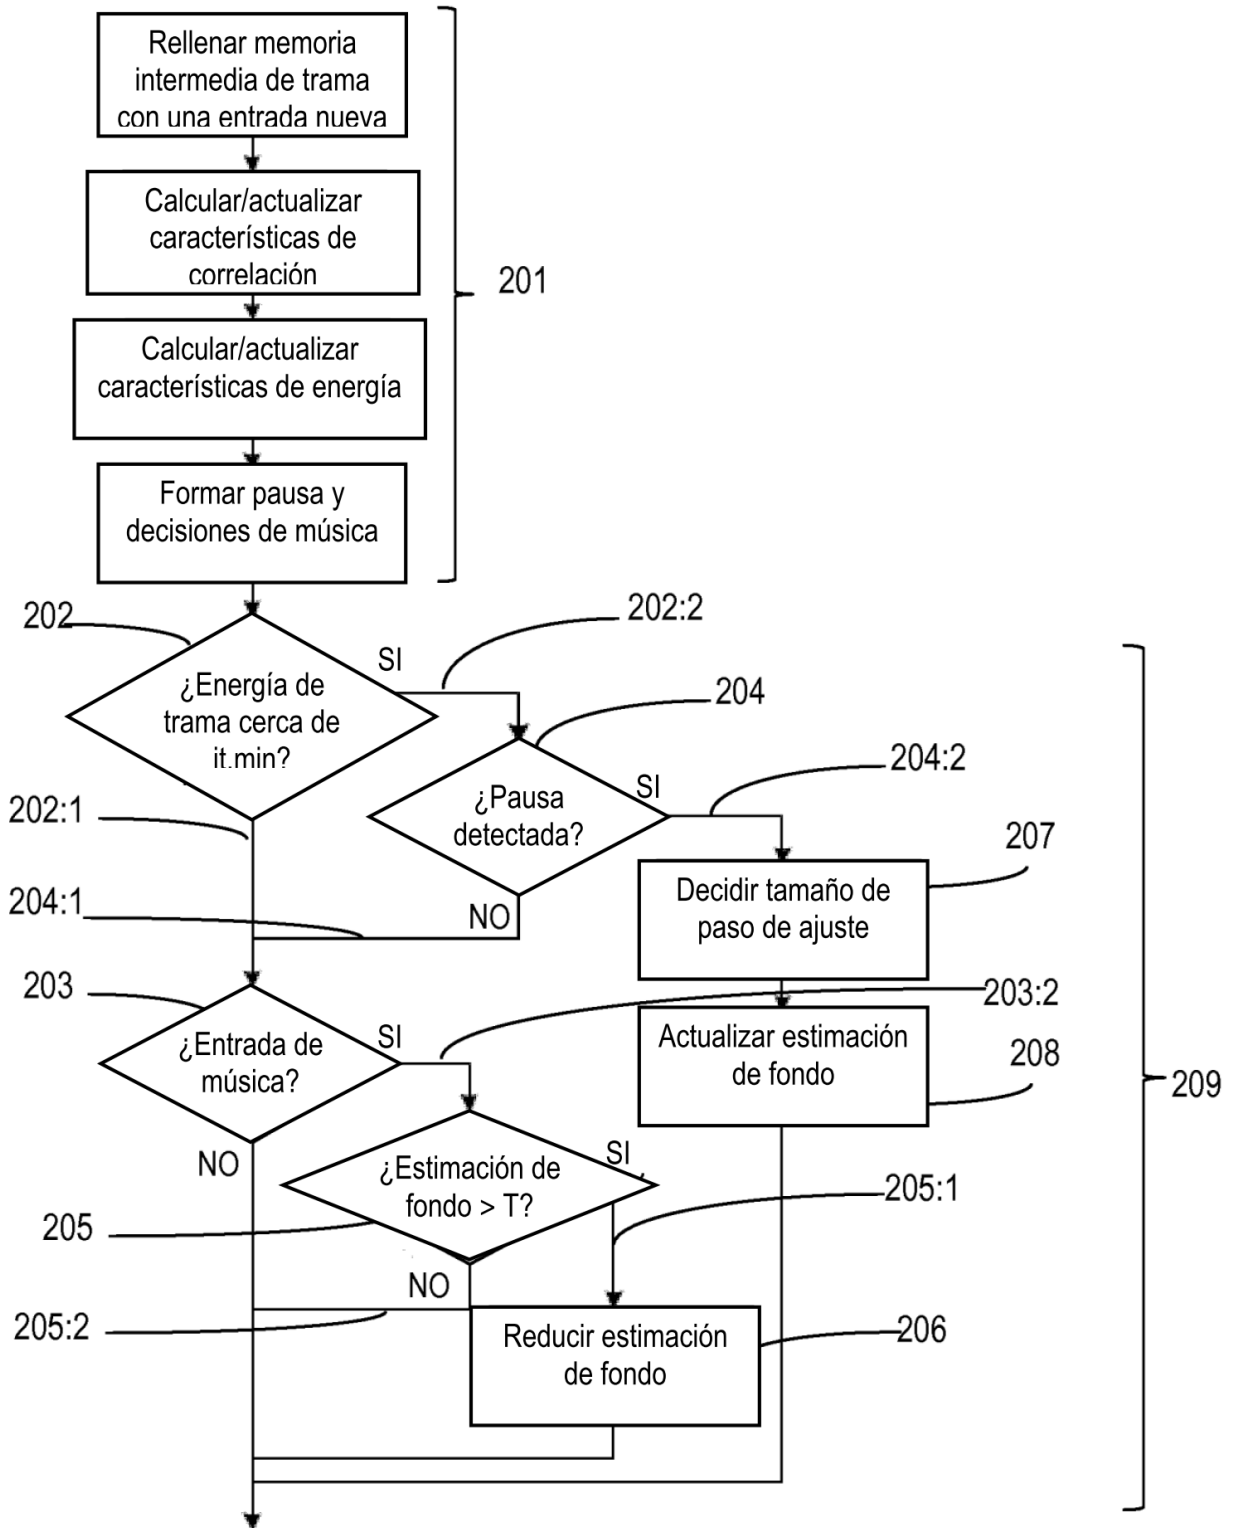 Rellenar memoria
intermedia de trama
con una entrada nueva
Calcular/actualizar
características de
correlación
201
Calcular/actualizar
características de energía
Formar pausa y
decisiones de música
202
202:2
SI
¿Energía de
trama cerca de
it.min?
204
204:2
SI
¿Pausa
detectada?
202:1
207
Decidir tamaño de
paso de ajuste
204:1
NO
203
203:2
SI
¿Entrada de
música?
Actualizar estimación
de fondo
208
209
NO
SI
¿Estimación de
fondo > T?
205:1
205
NO
205:2
Reducir estimación
de fondo
206